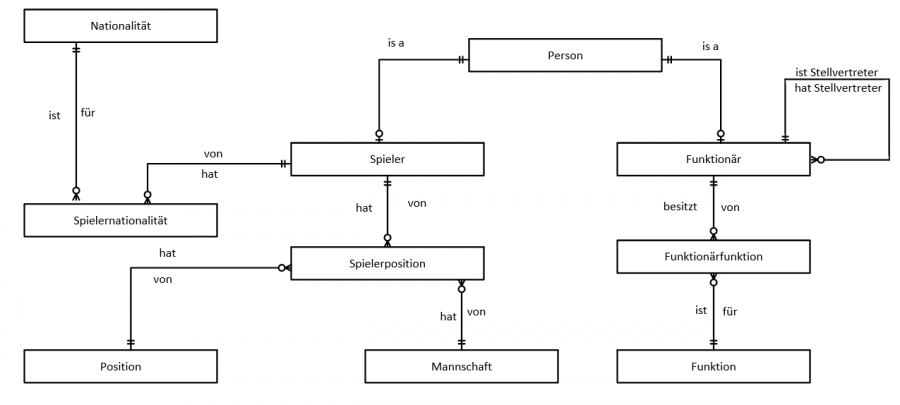 Nationalität
Person
is a
is a
ist Stellvertreter
hat Stellvertreter
ist
für
von
hat
Spieler
Funktionär
Spielernationalität
hat
von
besitzt
von
hat
von
Spielerposition
Funktionärfunktion
hat
von
ist
für
Position
Mannschaft
Funktion